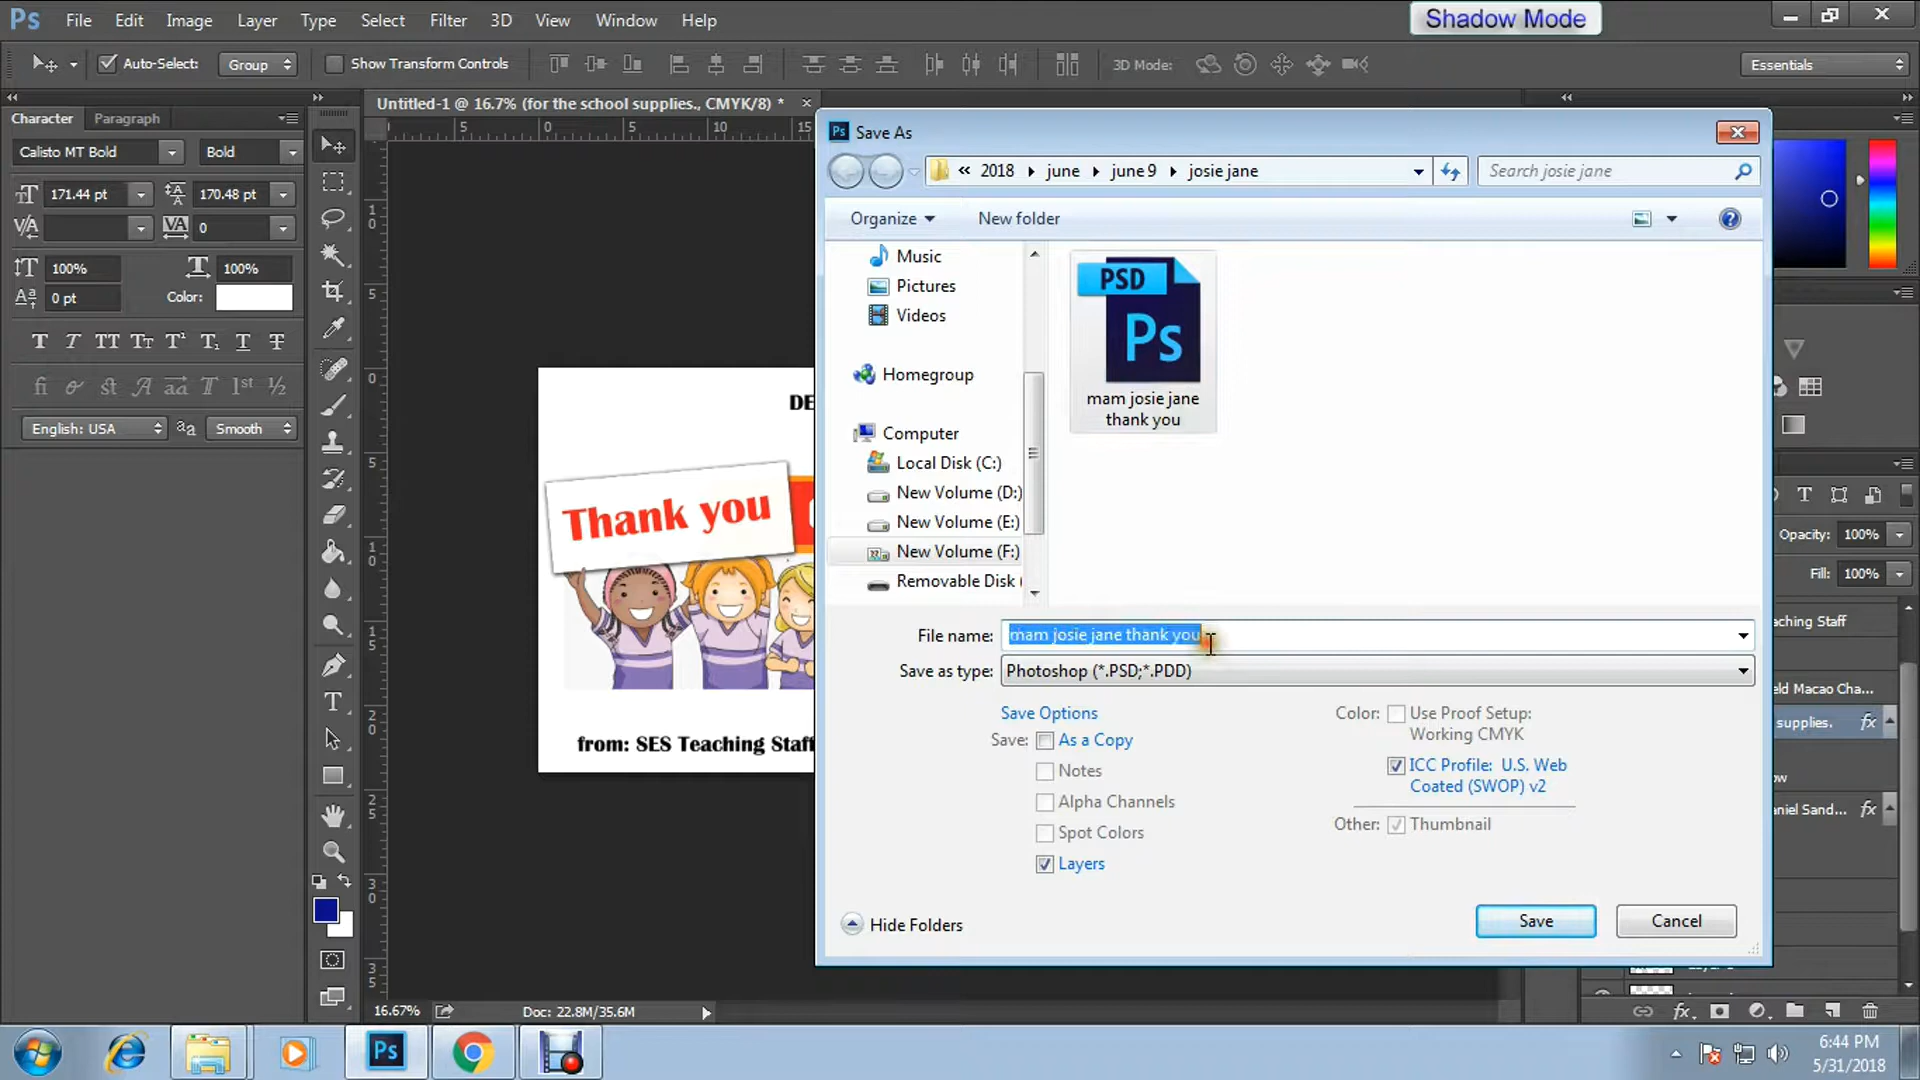 Ps File Edit Image Layer Type Select Filter 3D View Window Help
Shadow Mode
Auto-Select: Group Show Transform Controls
3D Mode:
Essentials
Character Paragraph
Calisto MT Bold Bold
171.44 pt 170.48 pt
0
100% 100%
0 pt Color:
English: USA Smooth
Untitled-1 @ 16.7% (for the school supplies., CMYK/8) *
5 0 5 10 15
Thank you
from: SES Teaching Staff
16.67% Doc: 22.8M/35.6M
Save As
2018 june june 9 josie jane
Search josie jane
Organize New folder
Music
Pictures
Videos
Homegroup
Computer
Local Disk (C:)
New Volume (D:)
New Volume (E:)
New Volume (F:)
Removable Disk
PSD
Ps
mam josie jane
thank you
File name: mam josie jane thank you
Save as type: Photoshop (*.PSD;*.PDD)
Save Options
Save: As a Copy
Notes
Alpha Channels
Spot Colors
Layers
Color: Use Proof Setup:
Working CMYK
ICC Profile: U.S. Web
Coated (SWOP) v2
Other: Thumbnail
Hide Folders
Save Cancel
Opacity: 100%
Fill: 100%
Staff
supplies. fx
fx
6:44 PM
5/31/2018